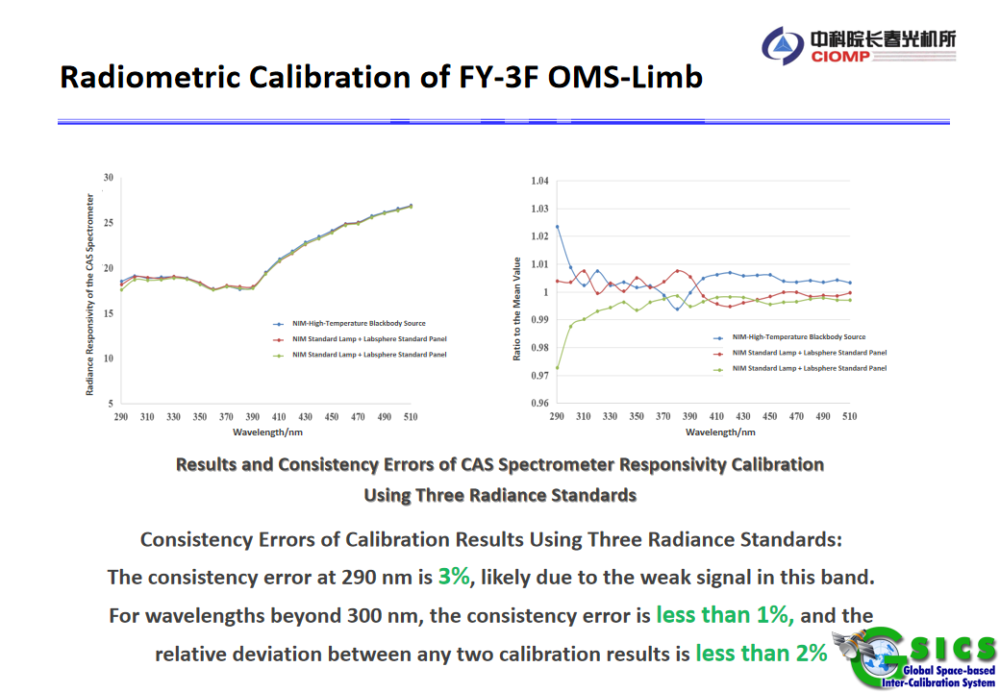 中科院长春光机所
CIOMP
Radiometric Calibration of FY-3F OMS-Limb
30
25
20
15
10
5
290 310 330 350 370 390 410 430 450 470 490 510
Radiance Responsivity of the CAS Spectrometer
Wavelength/nm
NIM-High-Temperature Blackbody Source
NIM Standard Lamp + Labsphere Standard Panel
NIM Standard Lamp + Labsphere Standard Panel
1.04
1.03
1.02
1.01
1
0.99
0.98
0.97
0.96
290 310 330 350 370 390 410 430 450 470 490 510
Ratio to the Mean Value
Wavelength/nm
NIM-High-Temperature Blackbody Source
NIM Standard Lamp + Labsphere Standard Panel
NIM Standard Lamp + Labsphere Standard Panel
Results and Consistency Errors of CAS Spectrometer Responsivity Calibration
Using Three Radiance Standards
Consistency Errors of Calibration Results Using Three Radiance Standards:
The consistency error at 290 nm is 3%, likely due to the weak signal in this band.
For wavelengths beyond 300 nm, the consistency error is less than 1%, and the
relative deviation between any two calibration results is less than 2%
GSICS
Global Space-based
Inter-Calibration System